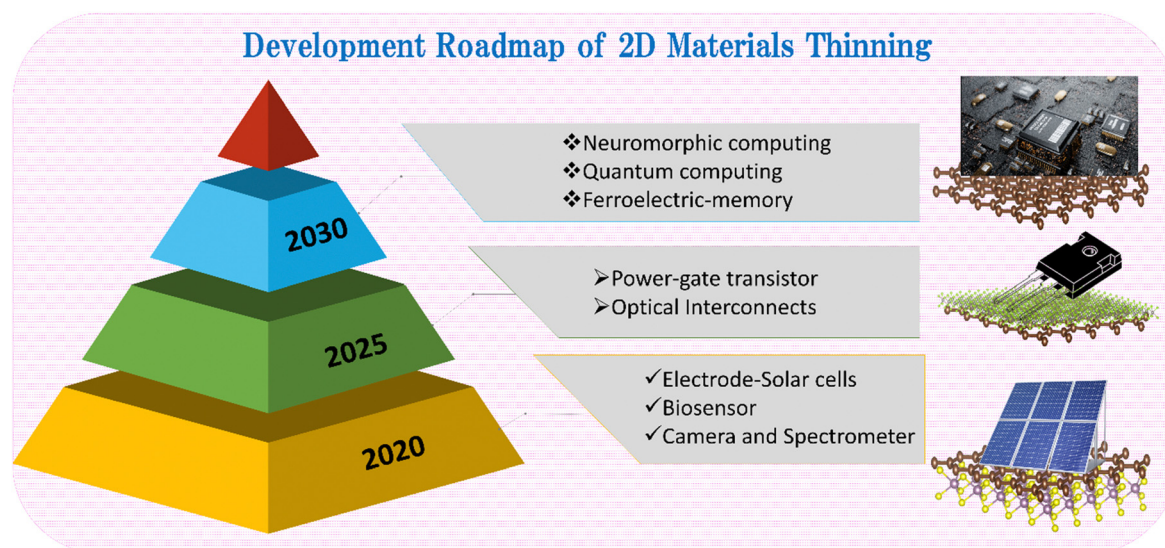 Development Roadmap of 2D Materials Thinning
❖Neuromorphic computing
❖Quantum computing
❖Ferroelectric-memory
2030
➢Power-gate transistor
➢Optical Interconnects
2025
✓Electrode-Solar cells
✓Biosensor
✓Camera and Spectrometer
2020